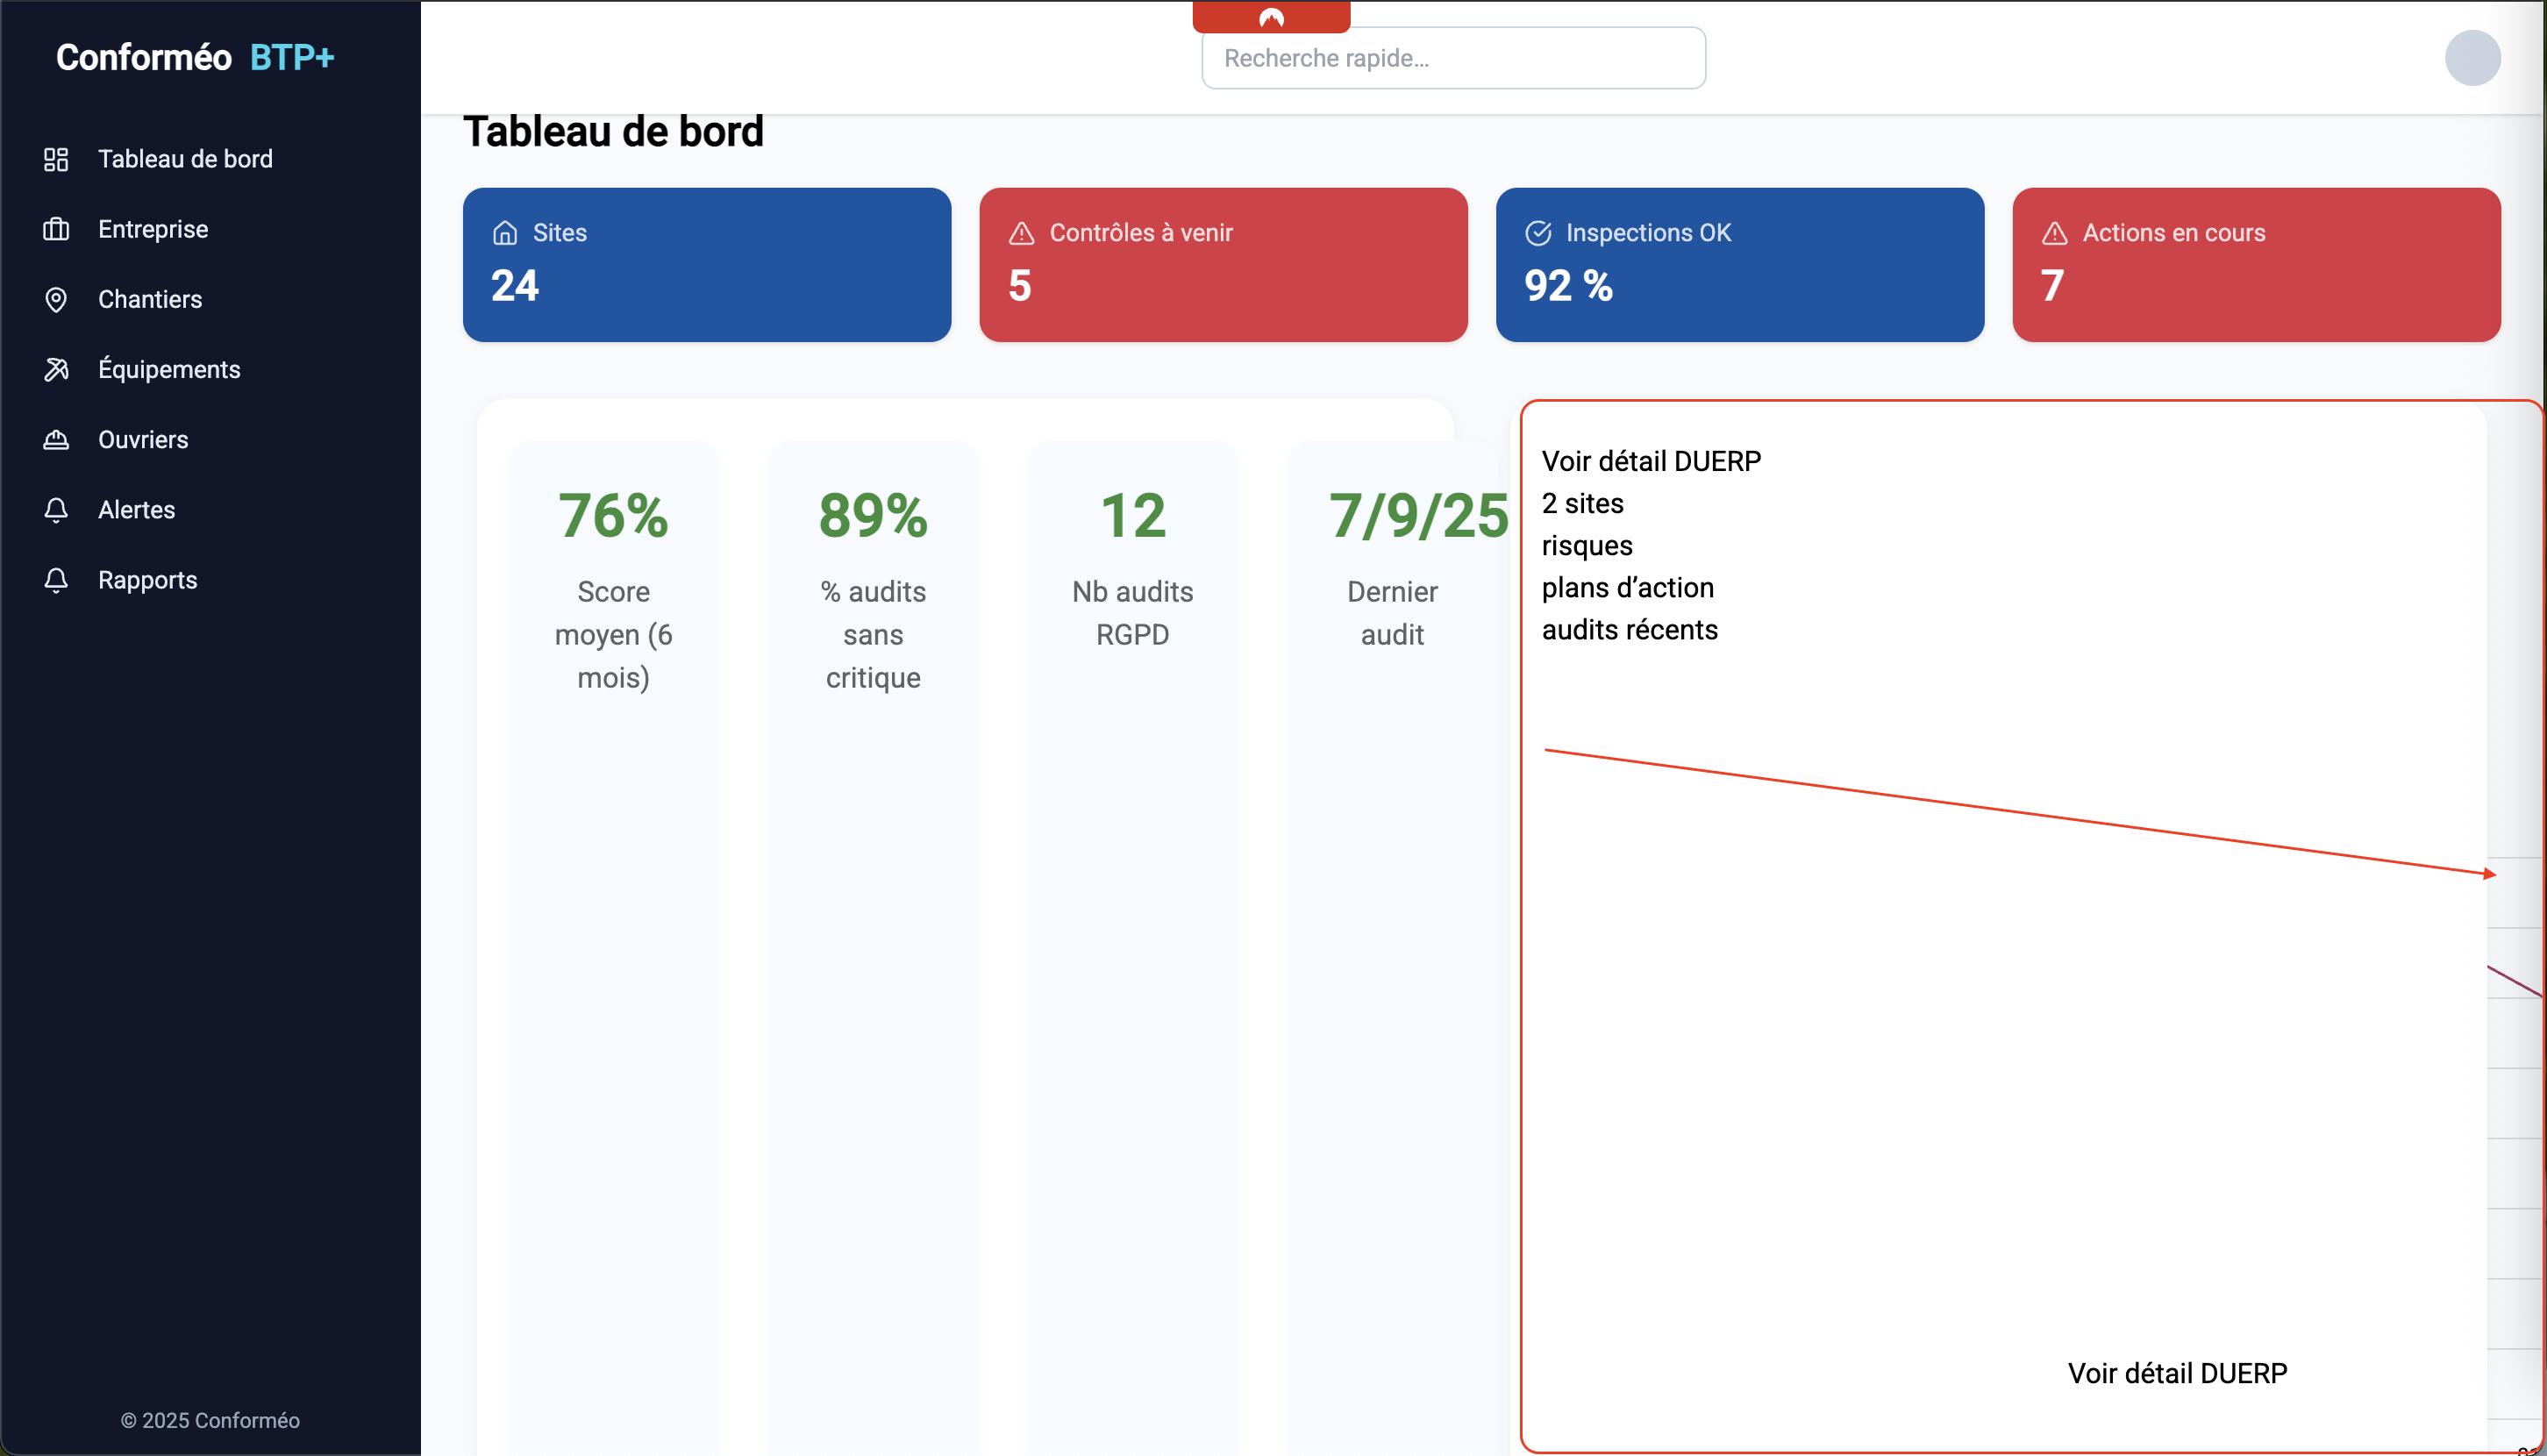 Conforméo BTP+
Recherche rapide...
Tableau de bord
Entreprise
Chantiers
Équipements
Ouvriers
Alertes
Rapports
© 2025 Conforméo
Tableau de bord
Sites
24
Contrôles à venir
5
Inspections OK
92 %
Actions en cours
7
76%
Score
moyen (6
mois)
89%
% audits
sans
critique
12
Nb audits
RGPD
7/9/25
Dernier
audit
Voir détail DUERP
2 sites
risques
plans d’action
audits récents
Voir détail DUERP